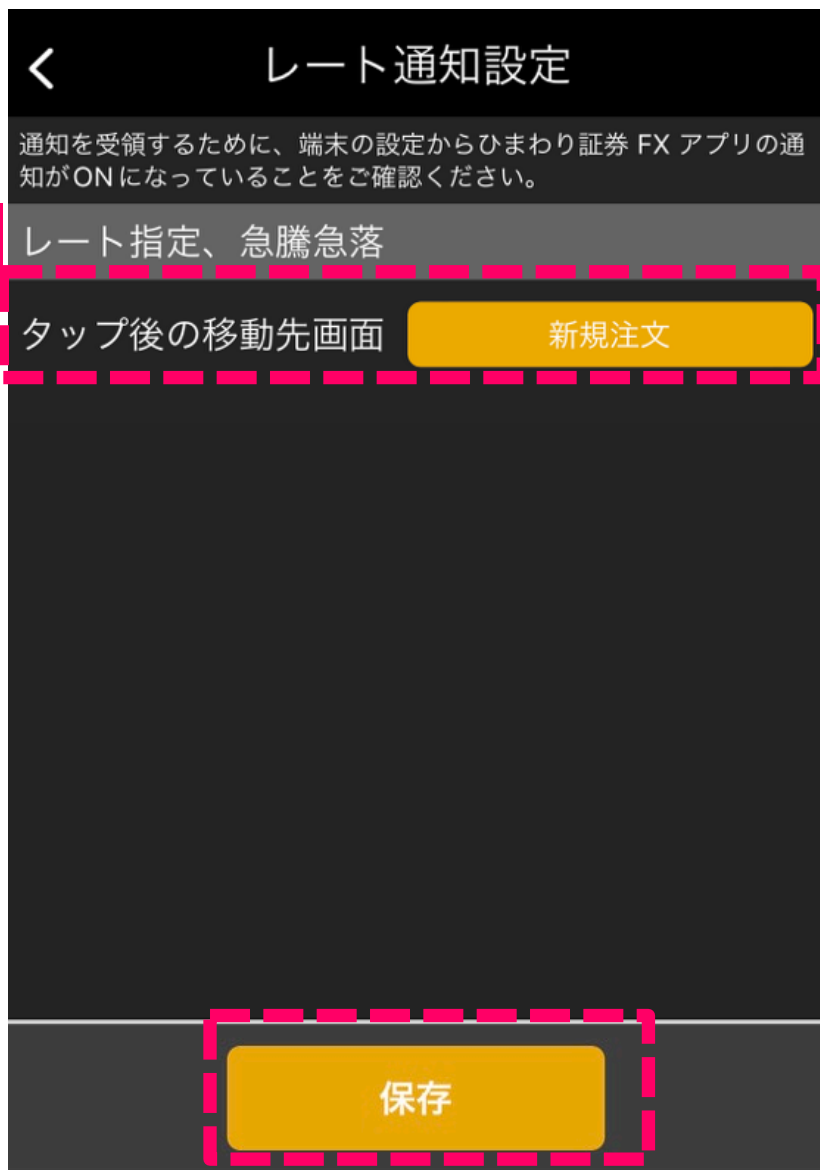 レート通知設定
通知を受領するために、端末の設定からひまわり証券 FX アプリの通
知がONになっていることをご確認ください。
レート指定、急騰急落
タップ後の移動先画面 新規注文
保存